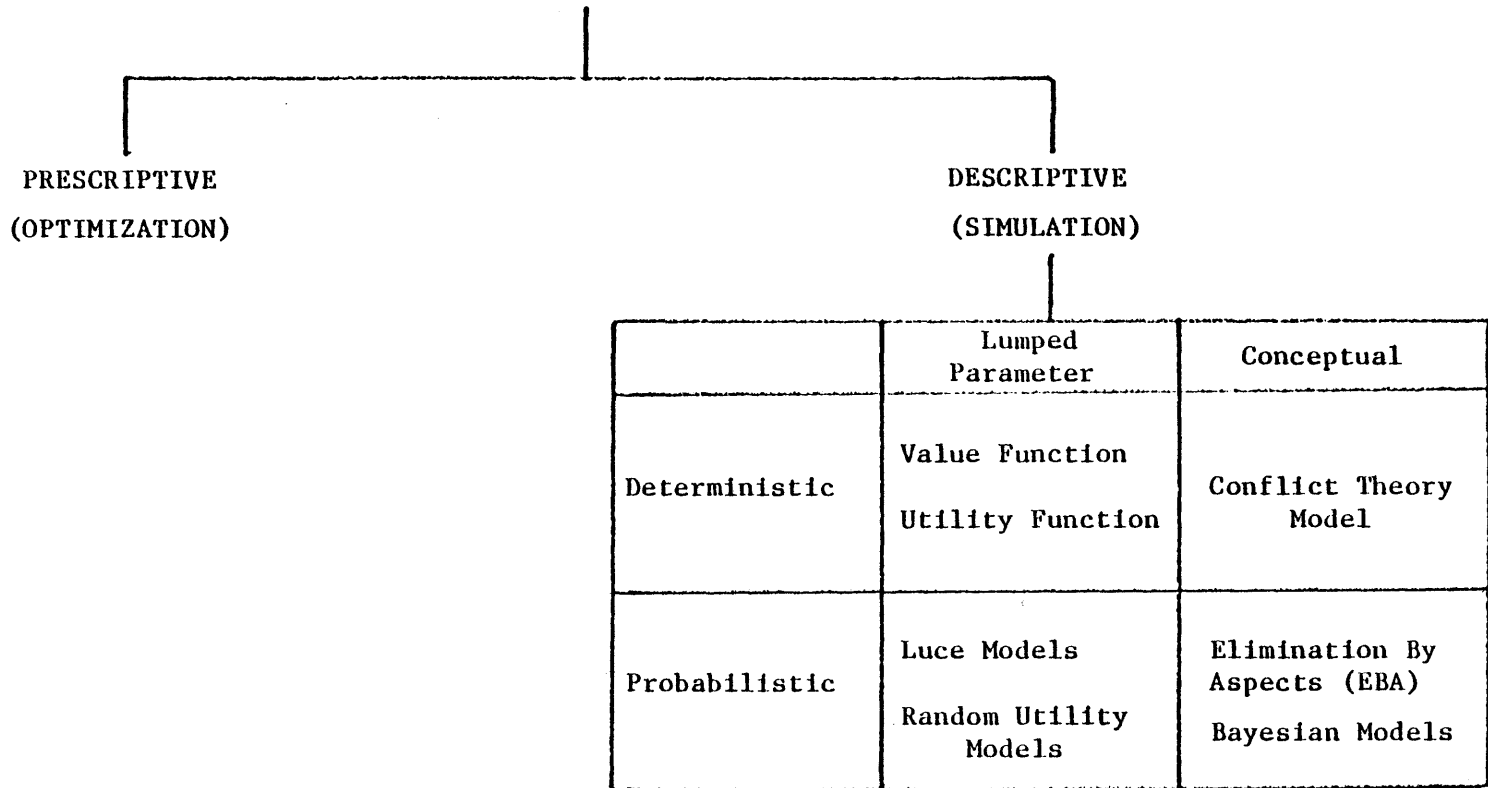 PRESCRIPTIVE
(OPTIMIZATION)
DESCRIPTIVE
(SIMULATION)
Lumped
Parameter
Conceptual
Deterministic
Value Function
Utility Function
Conflict Theory
Model
Probabilistic
Luce Models
Random Utility
Models
Elimination By
Aspects (EBA)
Bayesian Models